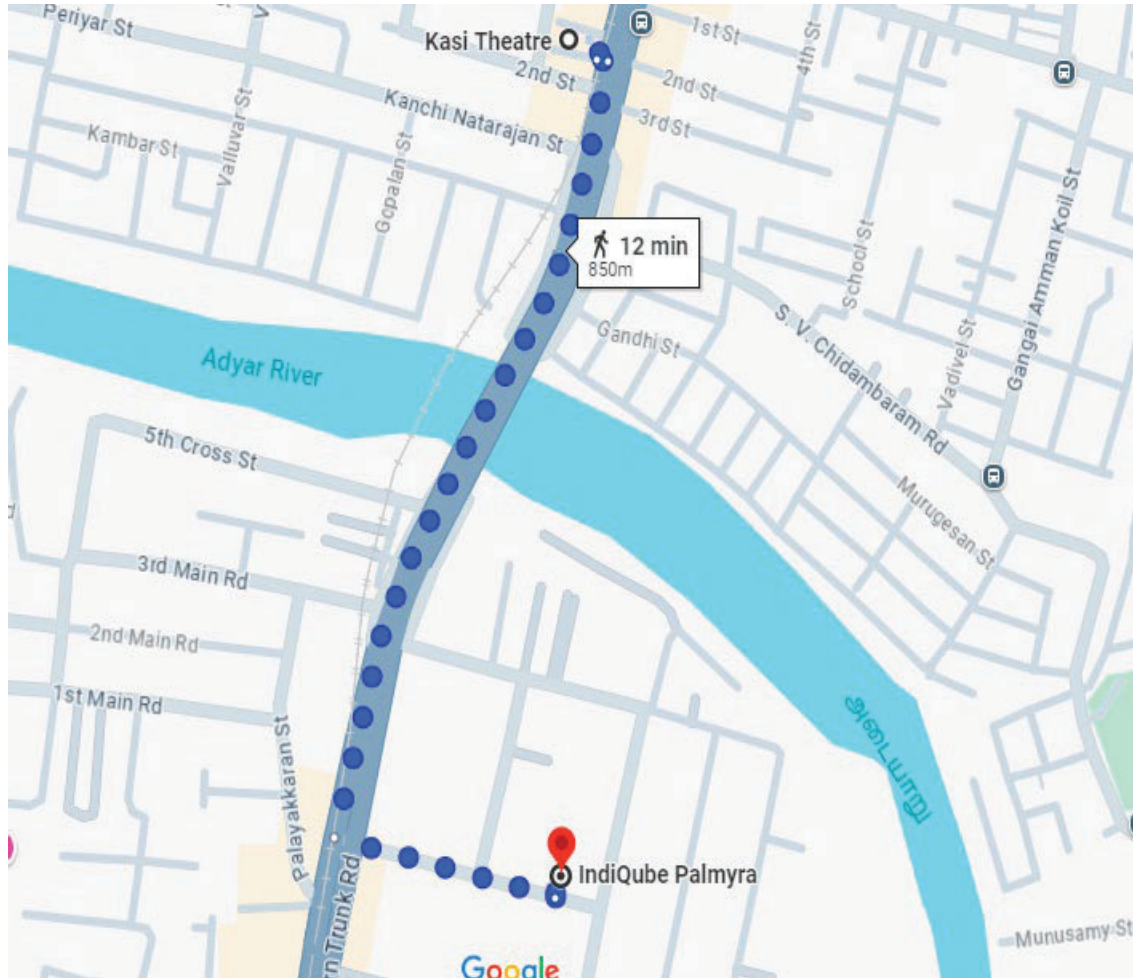 Periyar St
V
Kasi Theatre
1st St
4th St
2nd St
2nd St
3rd St
Kanchi Natarajan St
Kambar St
Valluvar St
Gopalan St
12 min
850m
School St
Gangai Amman Koil St
Gandhi St
S. V. Chidambaram Rd
Vadivel St
Adyar River
5th Cross St
Murugesan St
3rd Main Rd
2nd Main Rd
1st Main Rd
அடையாறு
Palayakkaran St
IndiQube Palmyra
rn Trunk Rd
Munusamy St
Google